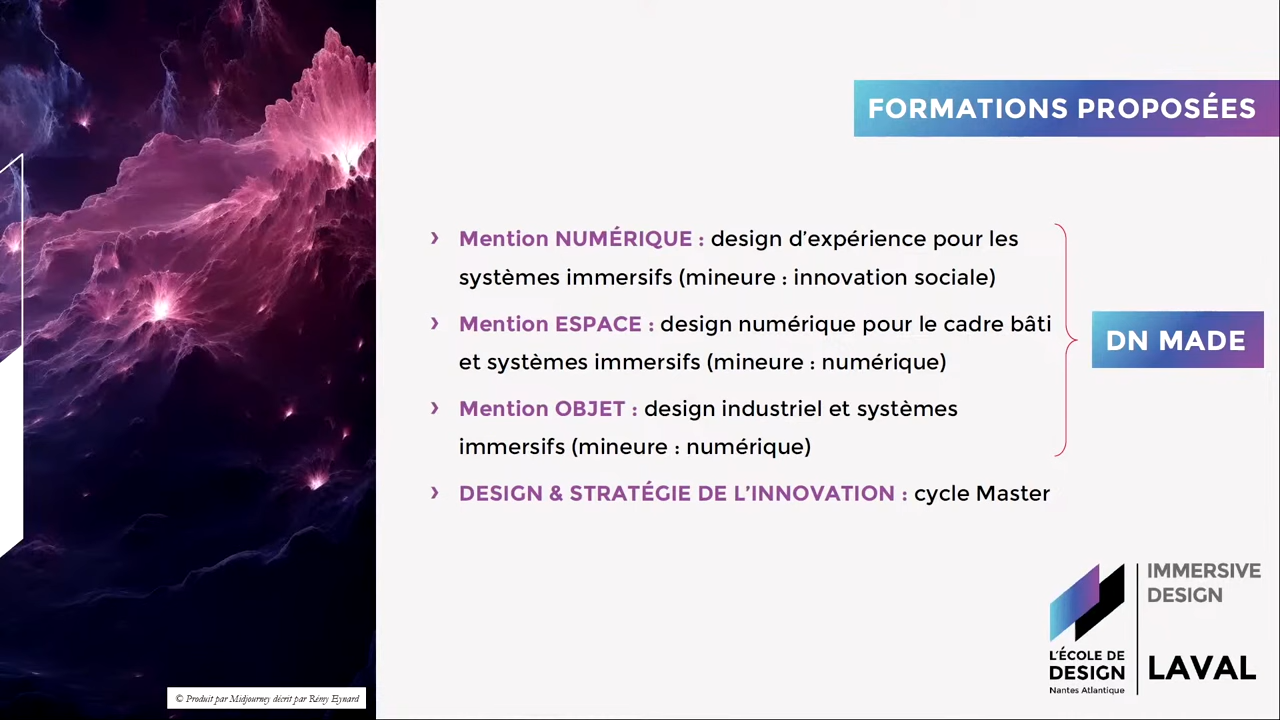 FORMATIONS PROPOSÉES
› Mention NUMÉRIQUE : design d’expérience pour les
systèmes immersifs (mineure : innovation sociale)
› Mention ESPACE : design numérique pour le cadre bâti
et systèmes immersifs (mineure : numérique)
› Mention OBJET : design industriel et systèmes
immersifs (mineure : numérique)
DN MADE
› DESIGN & STRATÉGIE DE L’INNOVATION : cycle Master
IMMERSIVE
DESIGN
L’ÉCOLE DE
DESIGN
Nantes Atlantique
LAVAL
© Produit par Midjourney décrit par Rémy Eynard